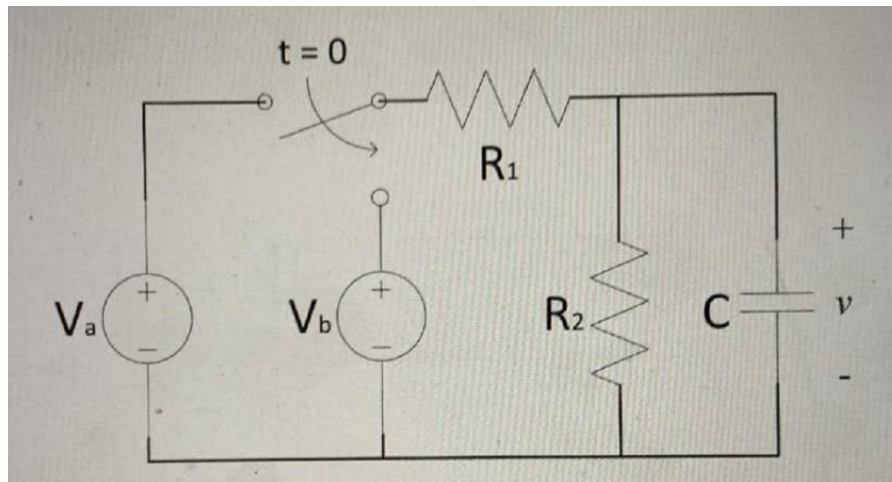 t = 0
R1
+
+
+
Va
Vb
R2
C
v
-
-
-